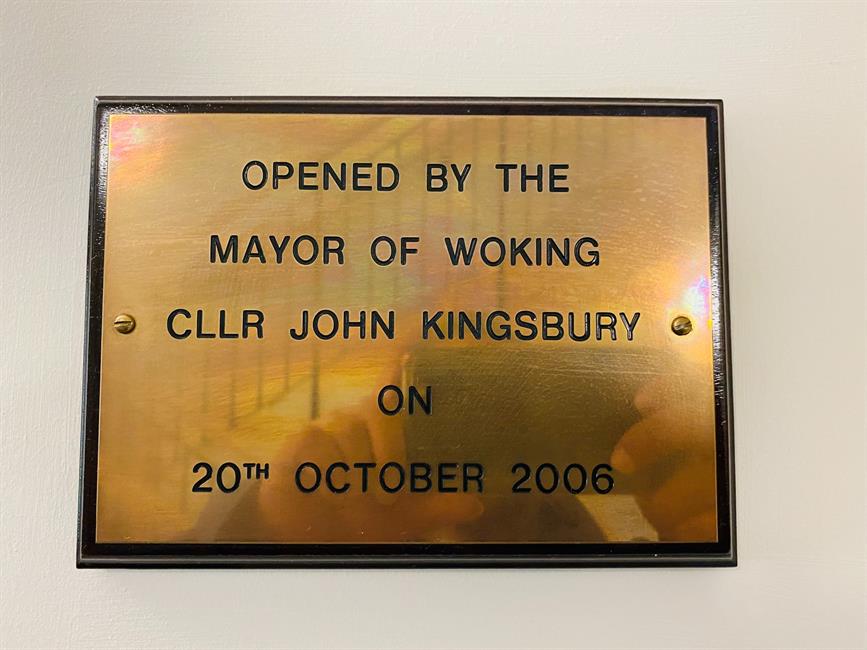 OPENED BY THE
MAYOR OF WOKING
CLLR JOHN KINGSBURY
ON
20TH OCTOBER 2006